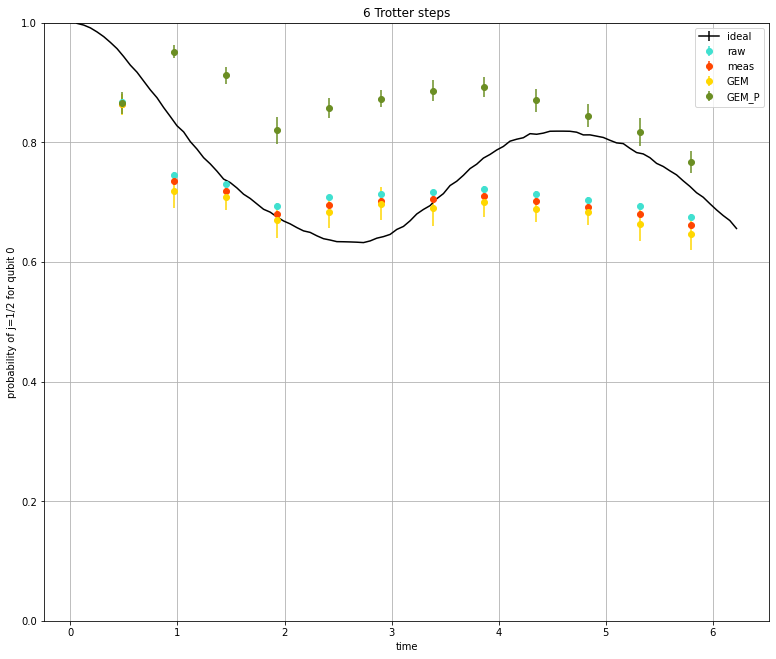 6 Trotter steps
1.0
0.8
0.6
0.4
0.2
0.0
probability of j=1/2 for qubit 0
ideal
raw
meas
GEM
GEM_P
0 1 2 3 4 5 6
time